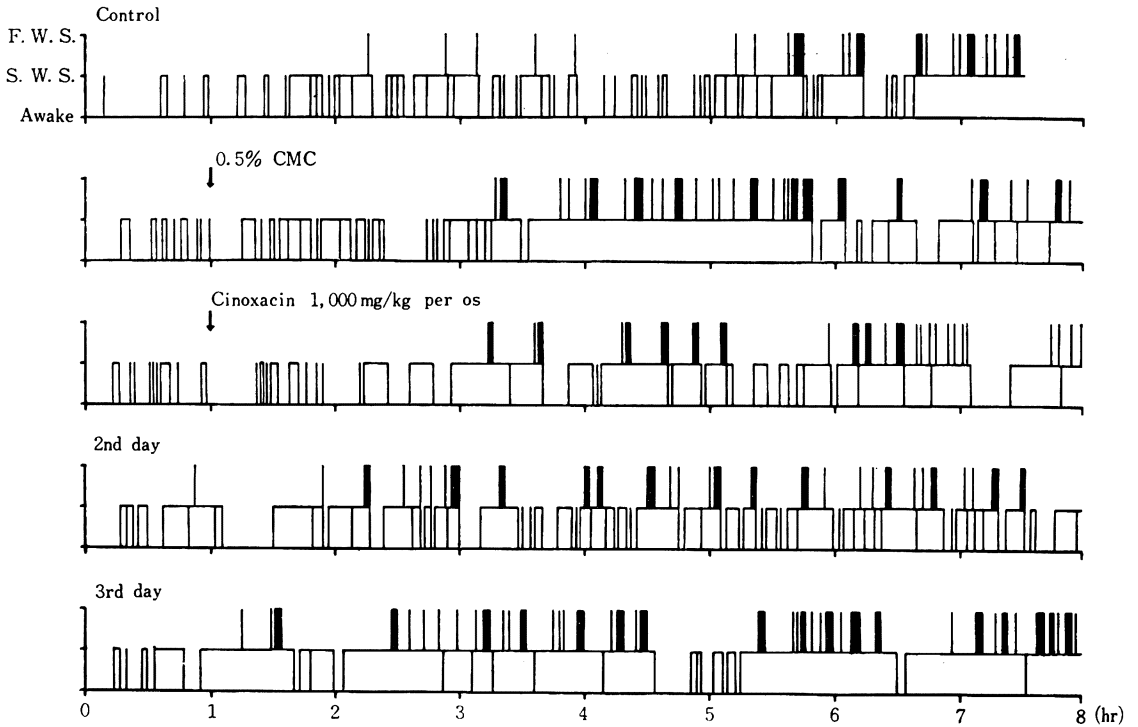 Control
F. W. S.
S. W. S.
Awake
0.5% CMC
Cinoxacin 1,000 mg/kg per os
2nd day
3rd day
0 1 2 3 4 5 6 7 8 (hr)